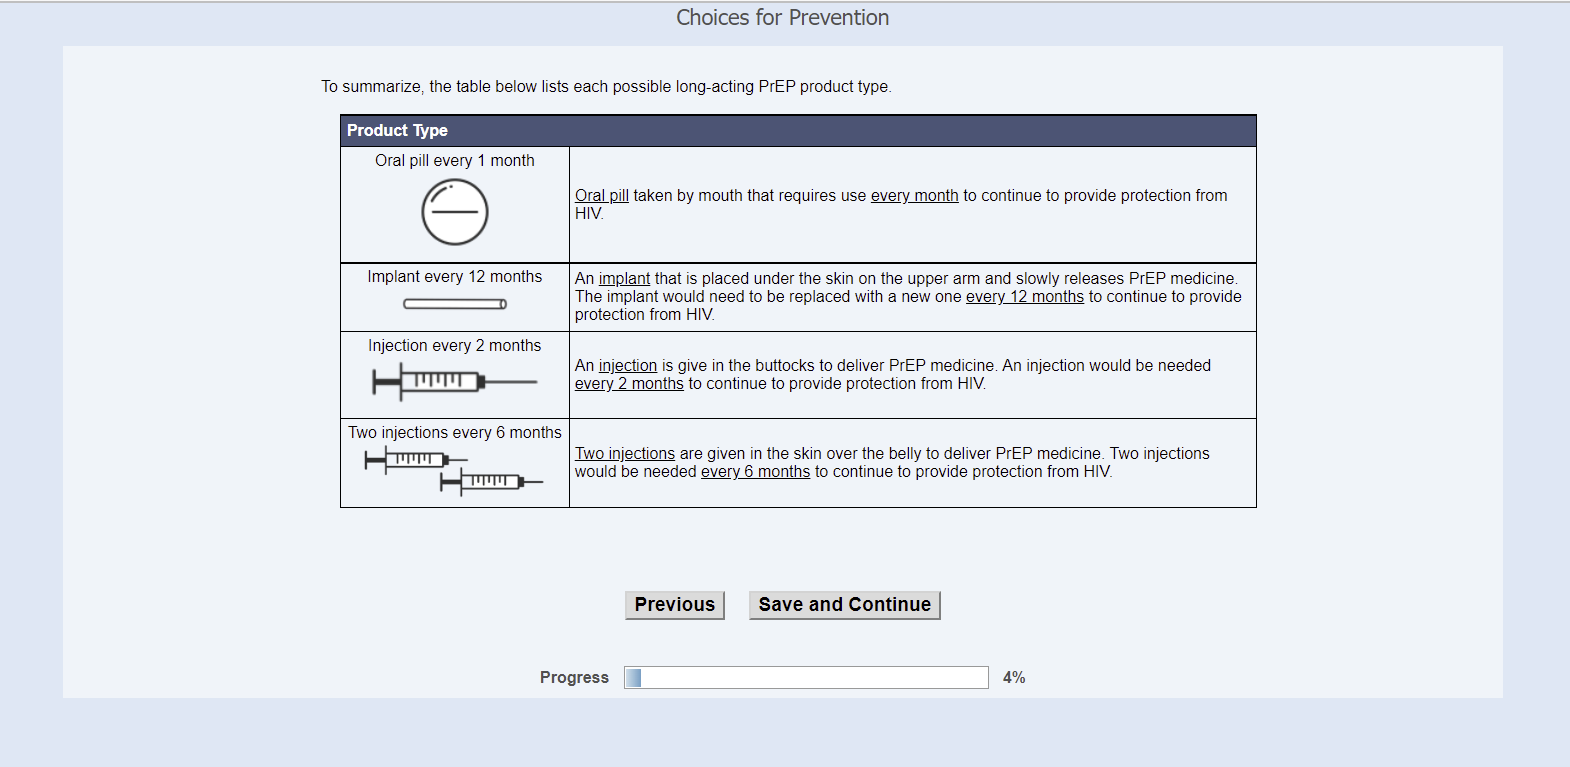 Choices for Prevention
To summarize, the table below lists each possible long-acting PrEP product type.
Product Type
Oral pill every 1 month
Oral pill taken by mouth that requires use every month to continue to provide protection from
HIV.
Implant every 12 months
An implant that is placed under the skin on the upper arm and slowly releases PrEP medicine.
The implant would need to be replaced with a new one every 12 months to continue to provide
protection from HIV.
Injection every 2 months
An injection is give in the buttocks to deliver PrEP medicine. An injection would be needed
every 2 months to continue to provide protection from HIV.
Two injections every 6 months
Two injections are given in the skin over the belly to deliver PrEP medicine. Two injections
would be needed every 6 months to continue to provide protection from HIV.
Previous
Save and Continue
Progress
4%